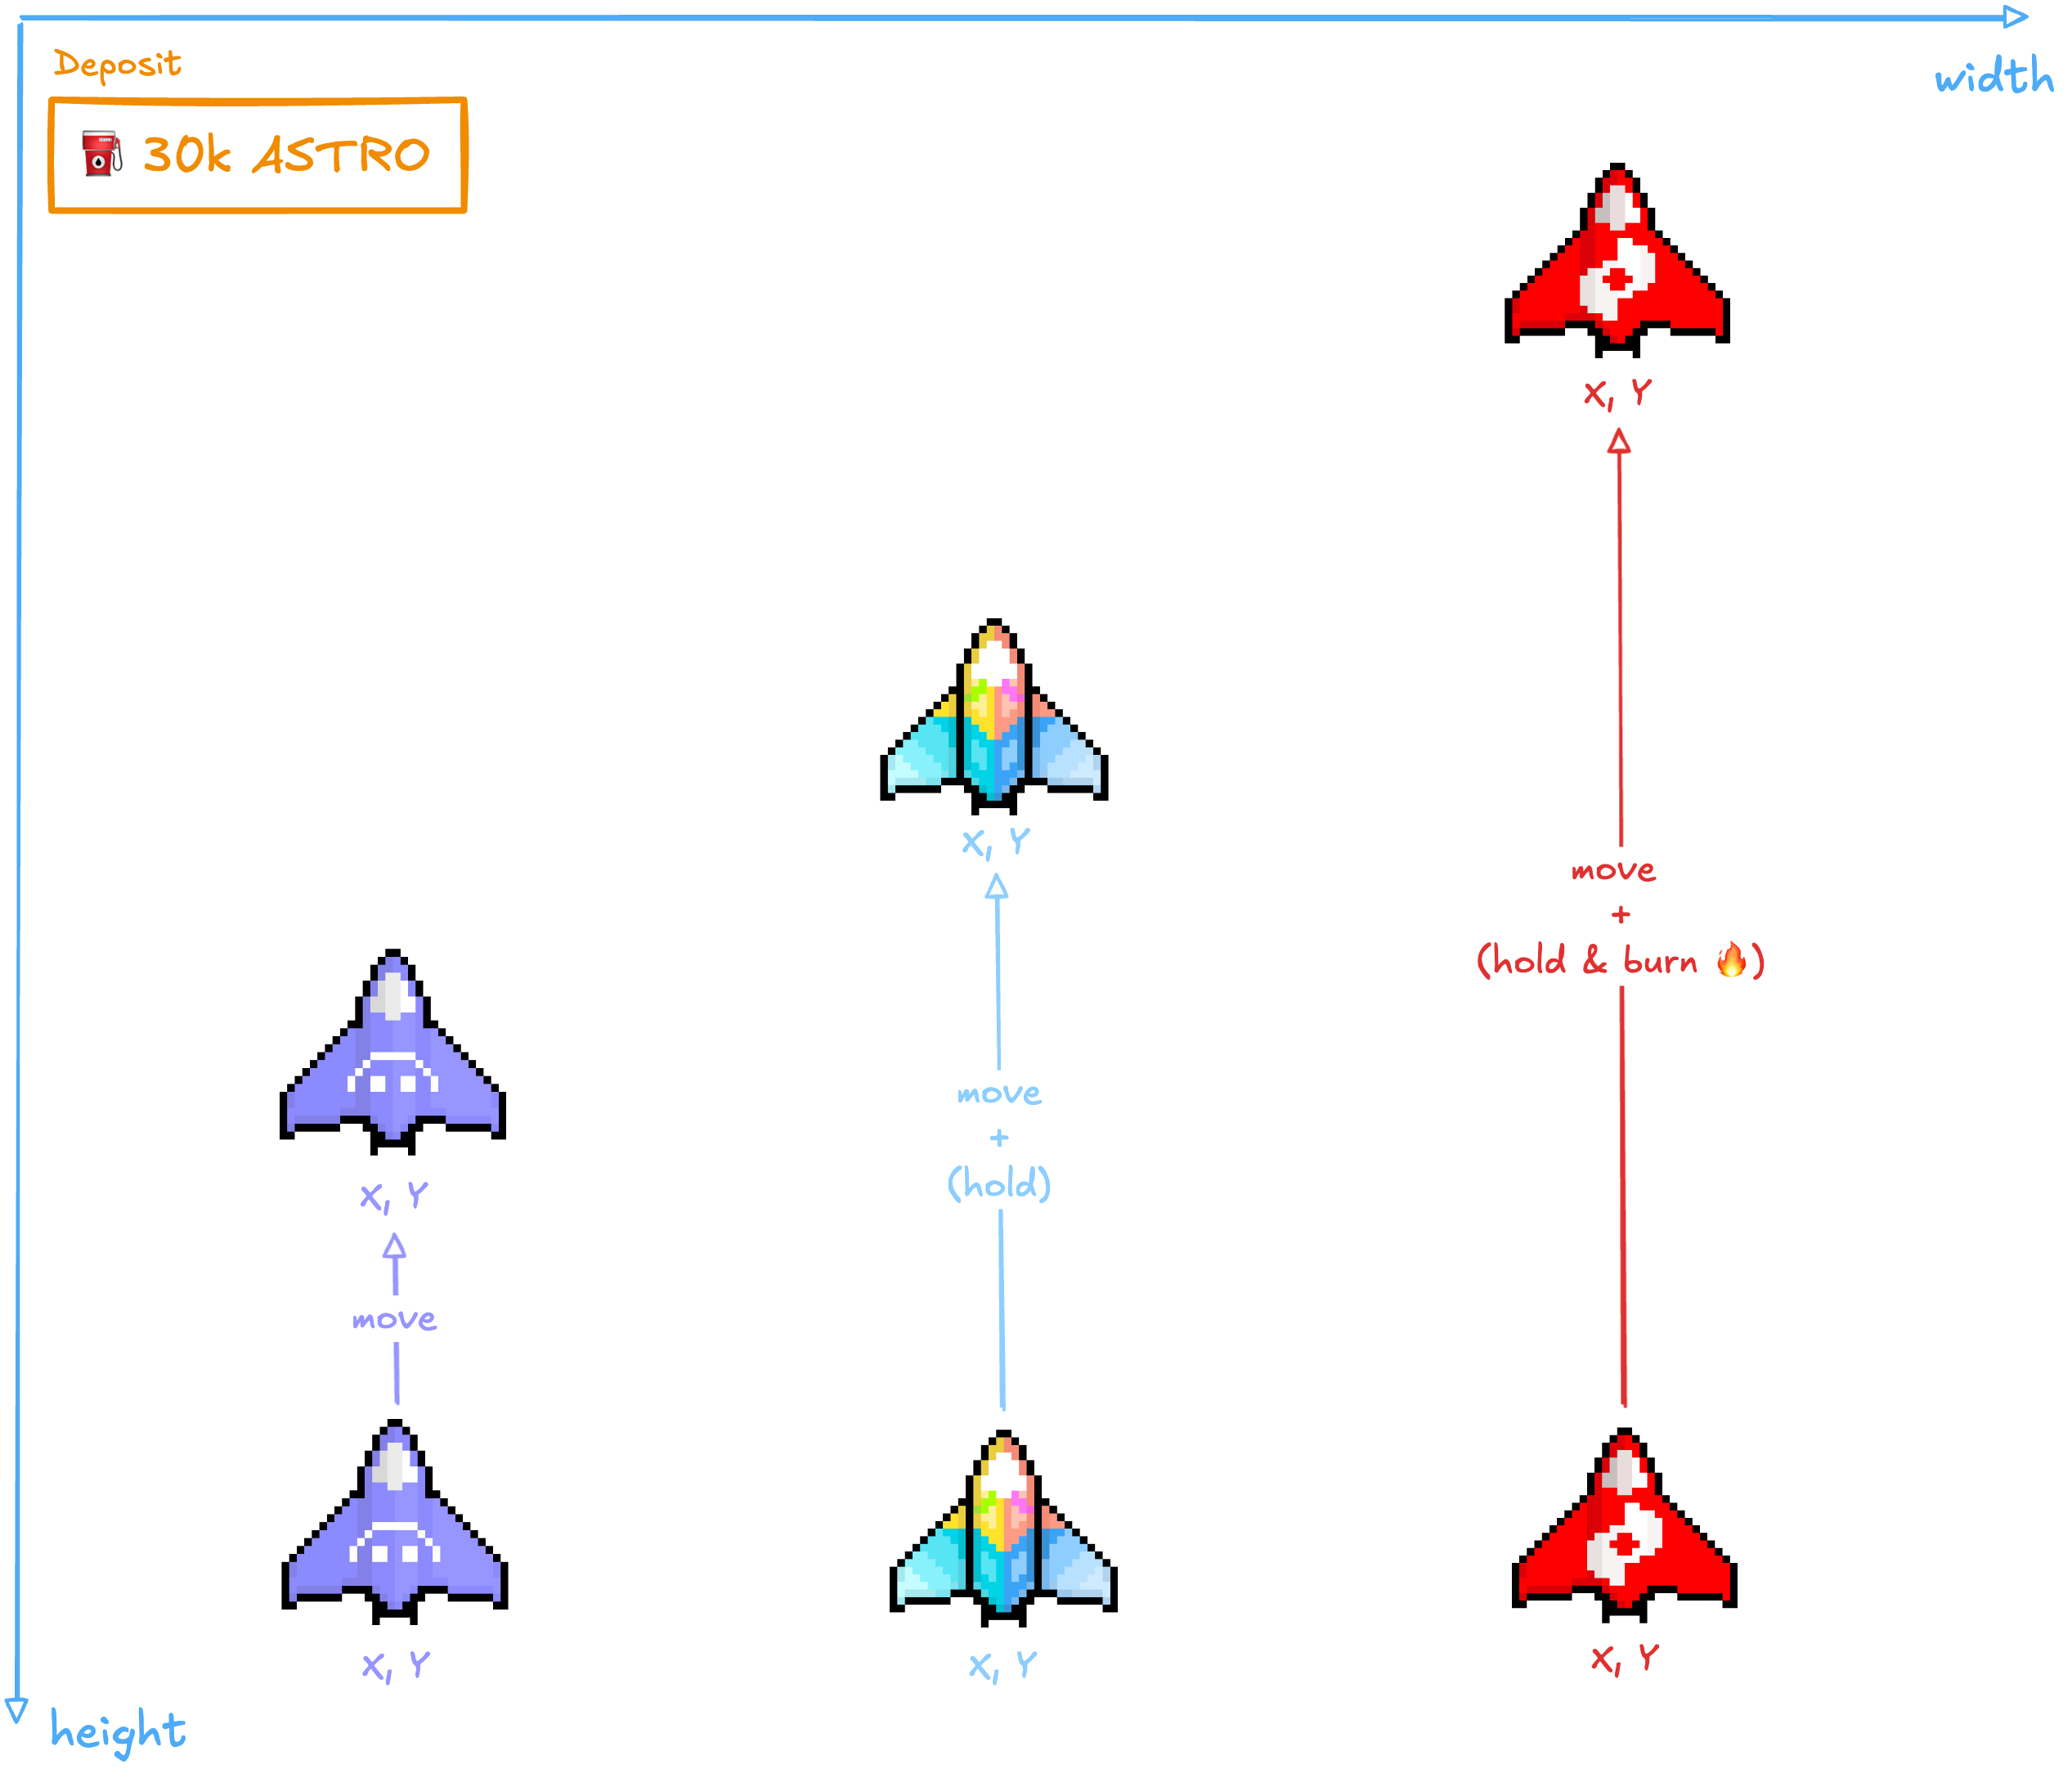 width
Deposit
30k ASTRO
X, Y
move
+
(hold & burn 🔥)
X, Y
move
+
(hold)
X, Y
move
X, Y
X, Y
X, Y
height